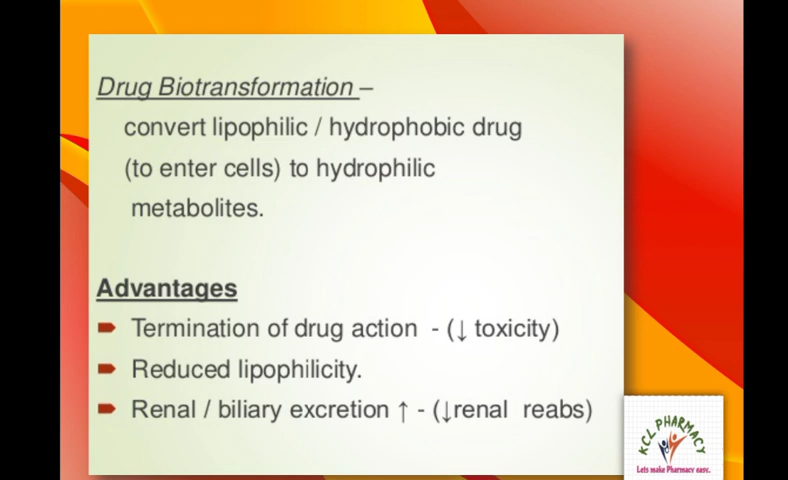 Drug Biotransformation –
convert lipophilic / hydrophobic drug
(to enter cells) to hydrophilic
metabolites.
Advantages
Termination of drug action - (↓ toxicity)
Reduced lipophilicity.
Renal / biliary excretion ↑ - (↓renal reabs)
KCL PHARMACY
Lets make Pharmacy easy.